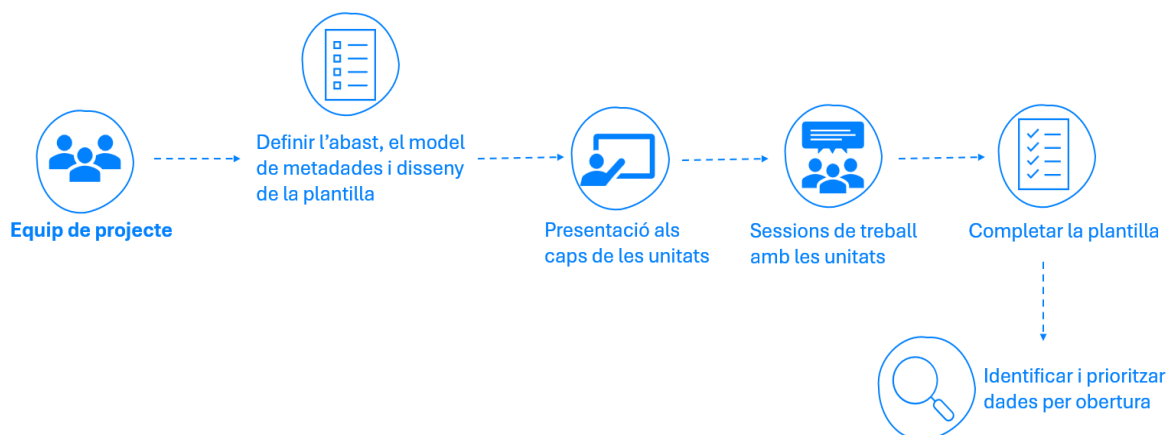 Equip de projecte
Definir l'abast, el model
de metadades i disseny
de la plantilla
Presentació als
caps de les unitats
Sessions de treball
amb les unitats
Completar la plantilla
Identificar i prioritzar
dades per obertura